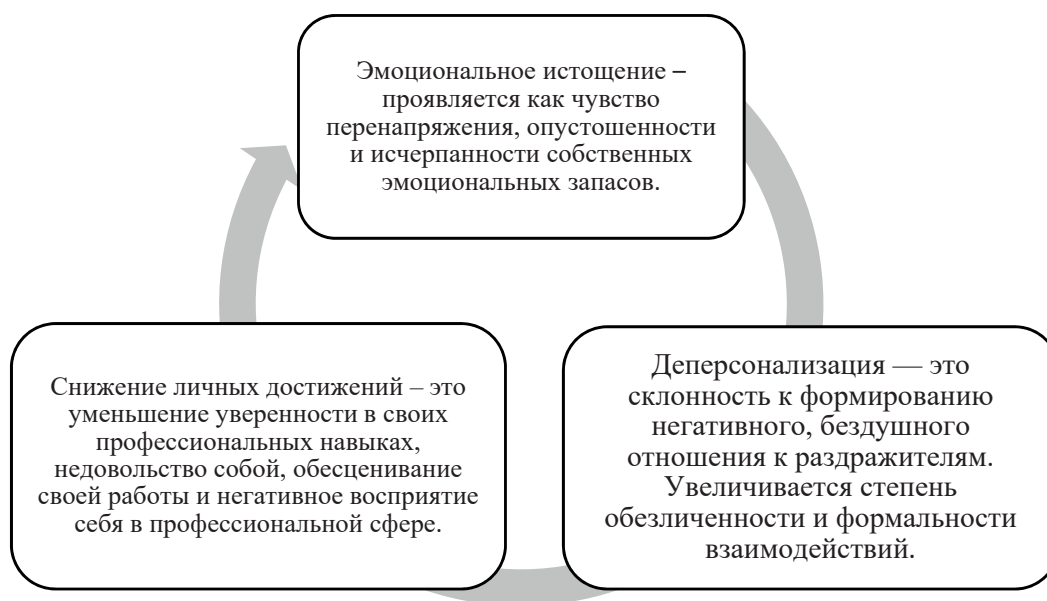 Эмоциональное истощение –
проявляется как чувство
перенапряжения, опустошенности
и исчерпанности собственных
эмоциональных запасов.
Снижение личных достижений – это
уменьшение уверенности в своих
профессиональных навыках,
недовольство собой, обесценивание
своей работы и негативное восприятие
себя в профессиональной сфере.
Деперсонализация — это
склонность к формированию
негативного, бездушного
отношения к раздражителям.
Увеличивается степень
обезличенности и формальности
взаимодействий.